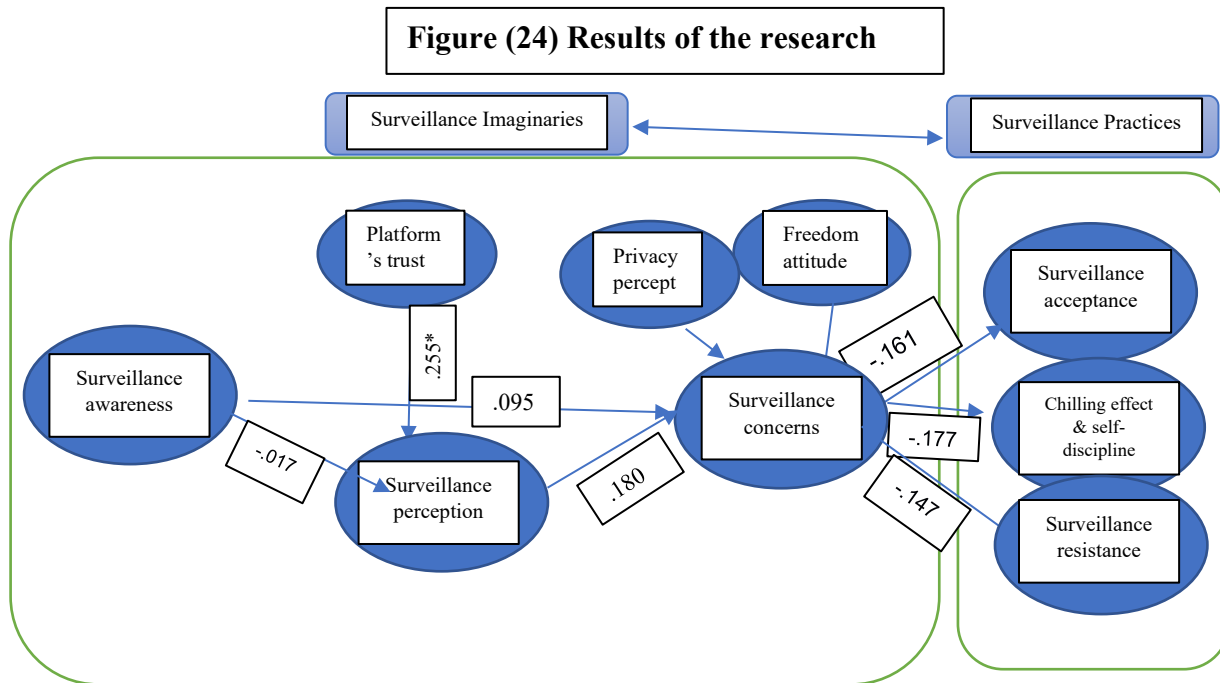 Figure (24) Results of the research
Surveillance Imaginaries
Surveillance Practices
Platform
's trust
Privacy
percept
Freedom
attitude
Surveillance
acceptance
-.161
.255*
Surveillance
awareness
.095
Surveillance
concerns
Chilling effect
& self-
discipline
-.177
-.017
Surveillance
perception
.180
-.147
Surveillance
resistance